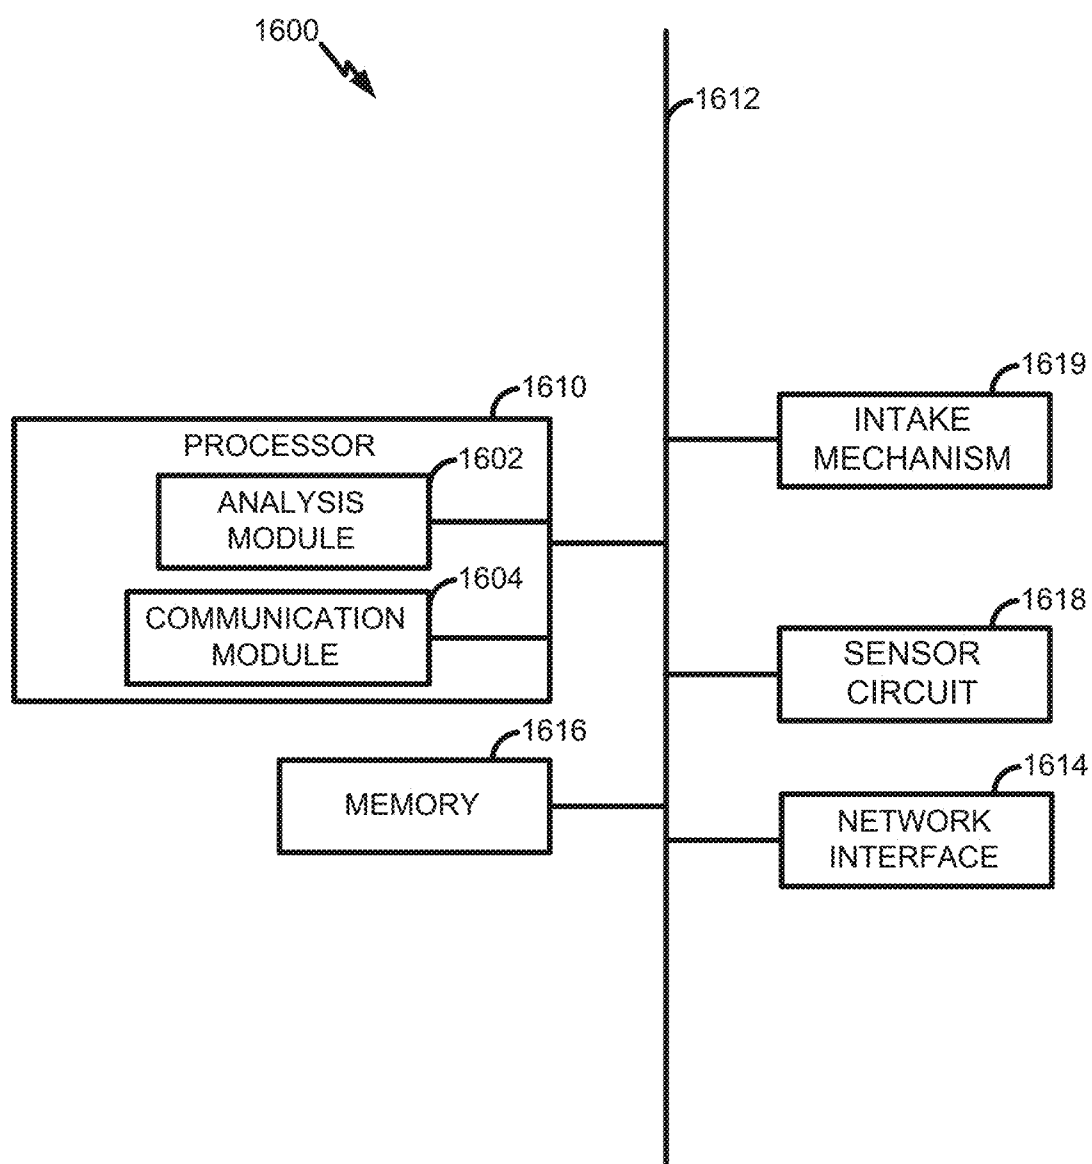 1600
1612
1619
INTAKE
MECHANISM
1610
PROCESSOR
1602
ANALYSIS
MODULE
1604
COMMUNICATION
MODULE
1618
SENSOR
CIRCUIT
1616
MEMORY
1614
NETWORK
INTERFACE